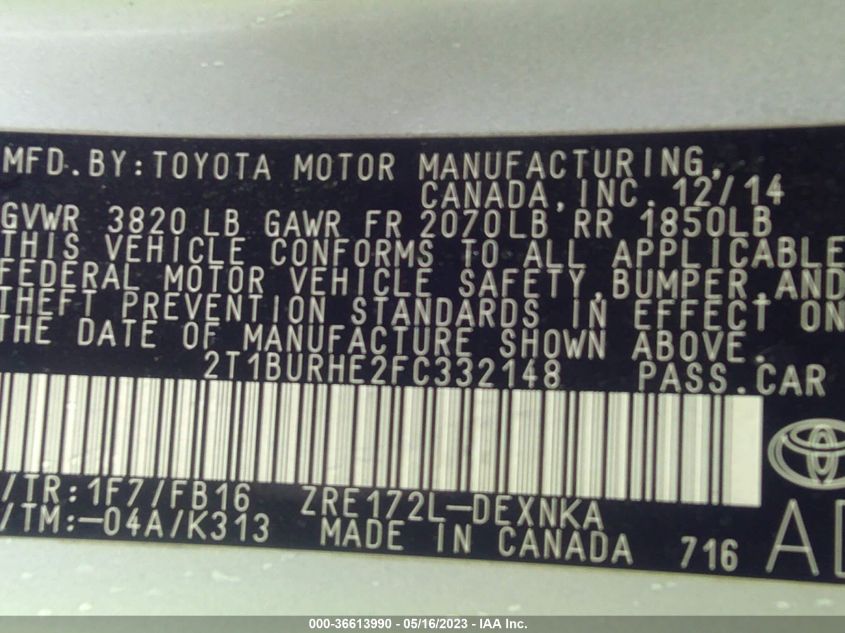 MFD. BY: TOYOTA MOTOR MANUFACTURING,
CANADA, INC. 12/14
GVWR 3820 LB GAWR FR 2070LB RR 1850LB
THIS VEHICLE CONFORMS TO ALL APPLICABLE
FEDERAL MOTOR VEHICLE SAFETY, BUMPER, AND
THEFT PREVENTION STANDARDS IN EFFECT ON
THE DATE OF MANUFACTURE SHOWN ABOVE.
2T1BURHE2FC332148 PASS. CAR
/TR: 1F7/FB16 ZRE172L-DEXNKA
/TM:-04A/K313 MADE IN CANADA 716
000-36613990 - 05/16/2023 - IAA Inc.